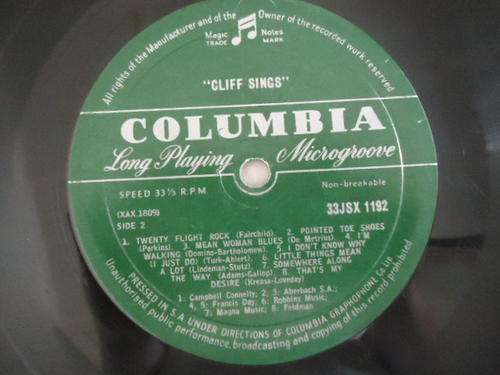 All rights of the Manufacturer and of the Owner of the recorded work reserved
Magic Notes
TRADE MARK
"CLIFF SINGS"
COLUMBIA
Long Playing Microgroove
SPEED 33⅓ R.P.M
Non-breakable
(XAX.1809)
33JSX 1192
SIDE 2
1. TWENTY FLIGHT ROCK (Fairchild). 2. POINTED TOE SHOES
(Perkins). 3. MEAN WOMAN BLUES (De Metrius). 4. I'M
WALKING (Domino-Bartholomew). 5. I DON'T KNOW WHY
(I JUST DO) (Turk-Ahlert). 6. LITTLE THINGS MEAN
A LOT (Lindeman-Stutz). 7. SOMEWHERE ALONG
THE WAY (Adams-Gallop). 8. THAT'S MY
DESIRE (Kresa-Loveday)
1. Campbell Connelly; 2, 3. Aberbach S.A.;
4, 5. Francis Day; 6. Robbins Music;
7. Magna Music; 8. Feldman
PRESSED IN S.A UNDER DIRECTIONS OF COLUMBIA GRAPHOPHONE Co LTD
Unauthorised public performance, broadcasting and copying of this record prohibited